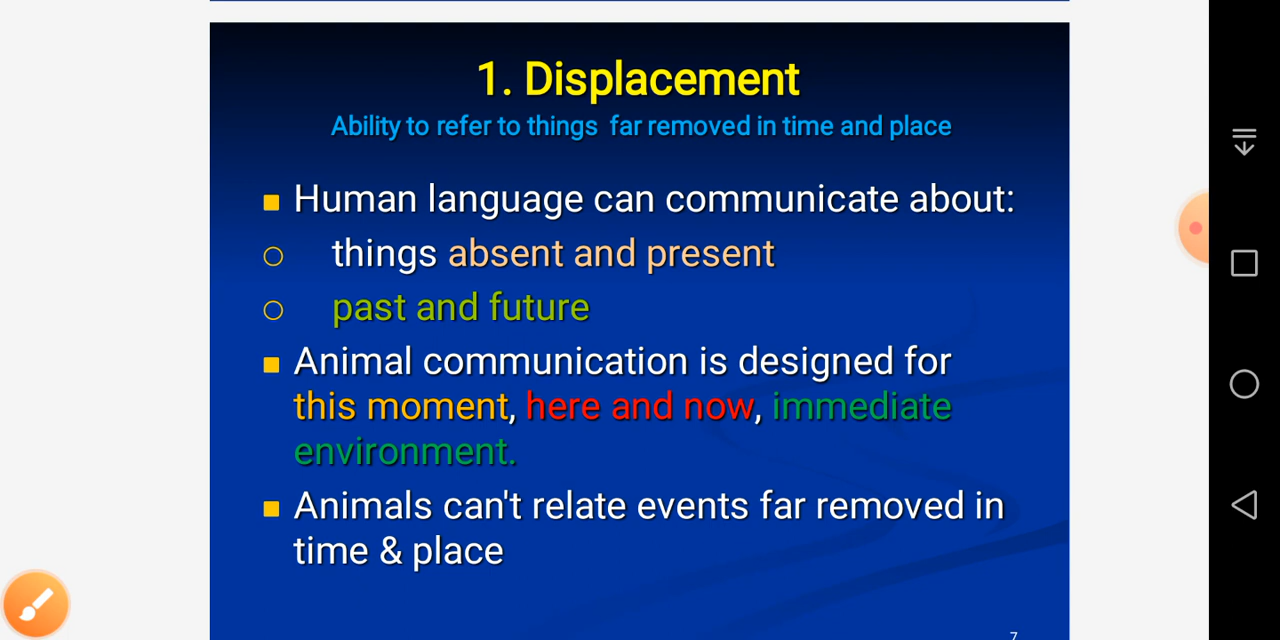 1. Displacement
Ability to refer to things far removed in time and place
Human language can communicate about:
things absent and present
past and future
Animal communication is designed for
this moment, here and now, immediate
environment.
Animals can't relate events far removed in
time & place
7